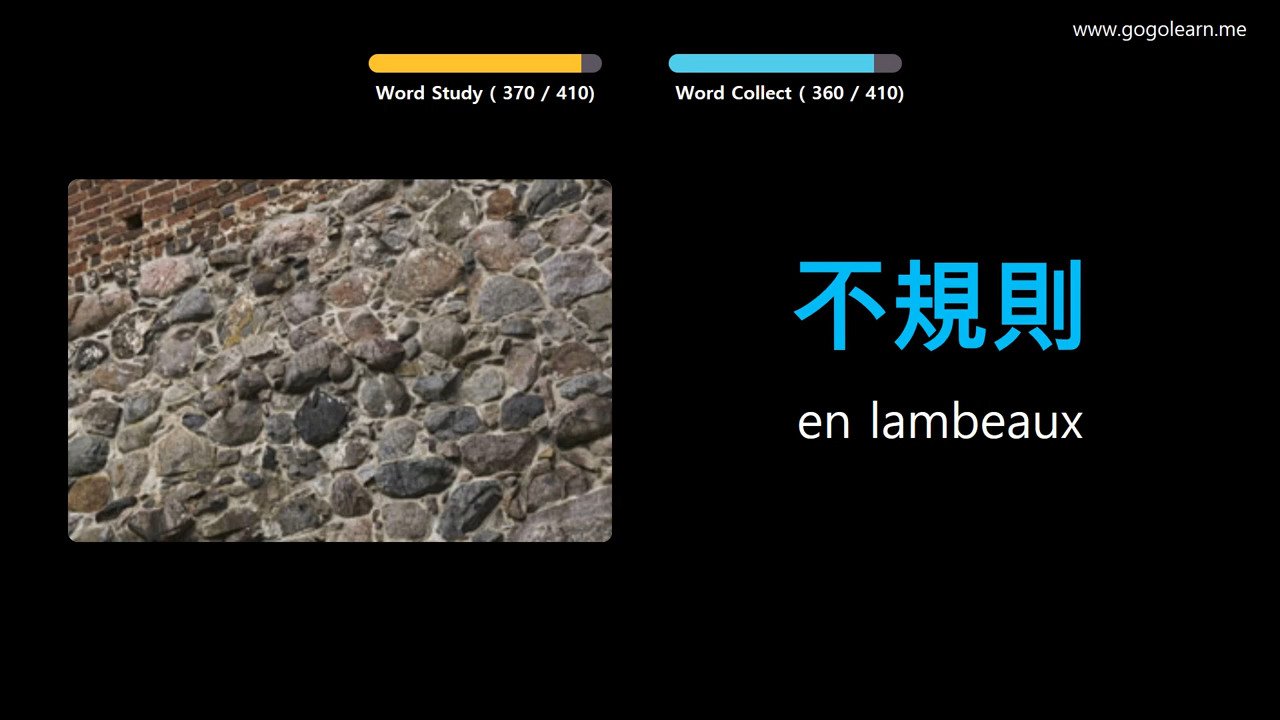 www.gogolearn.me
Word Study ( 370 / 410)
Word Collect ( 360 / 410)
不規則
en lambeaux